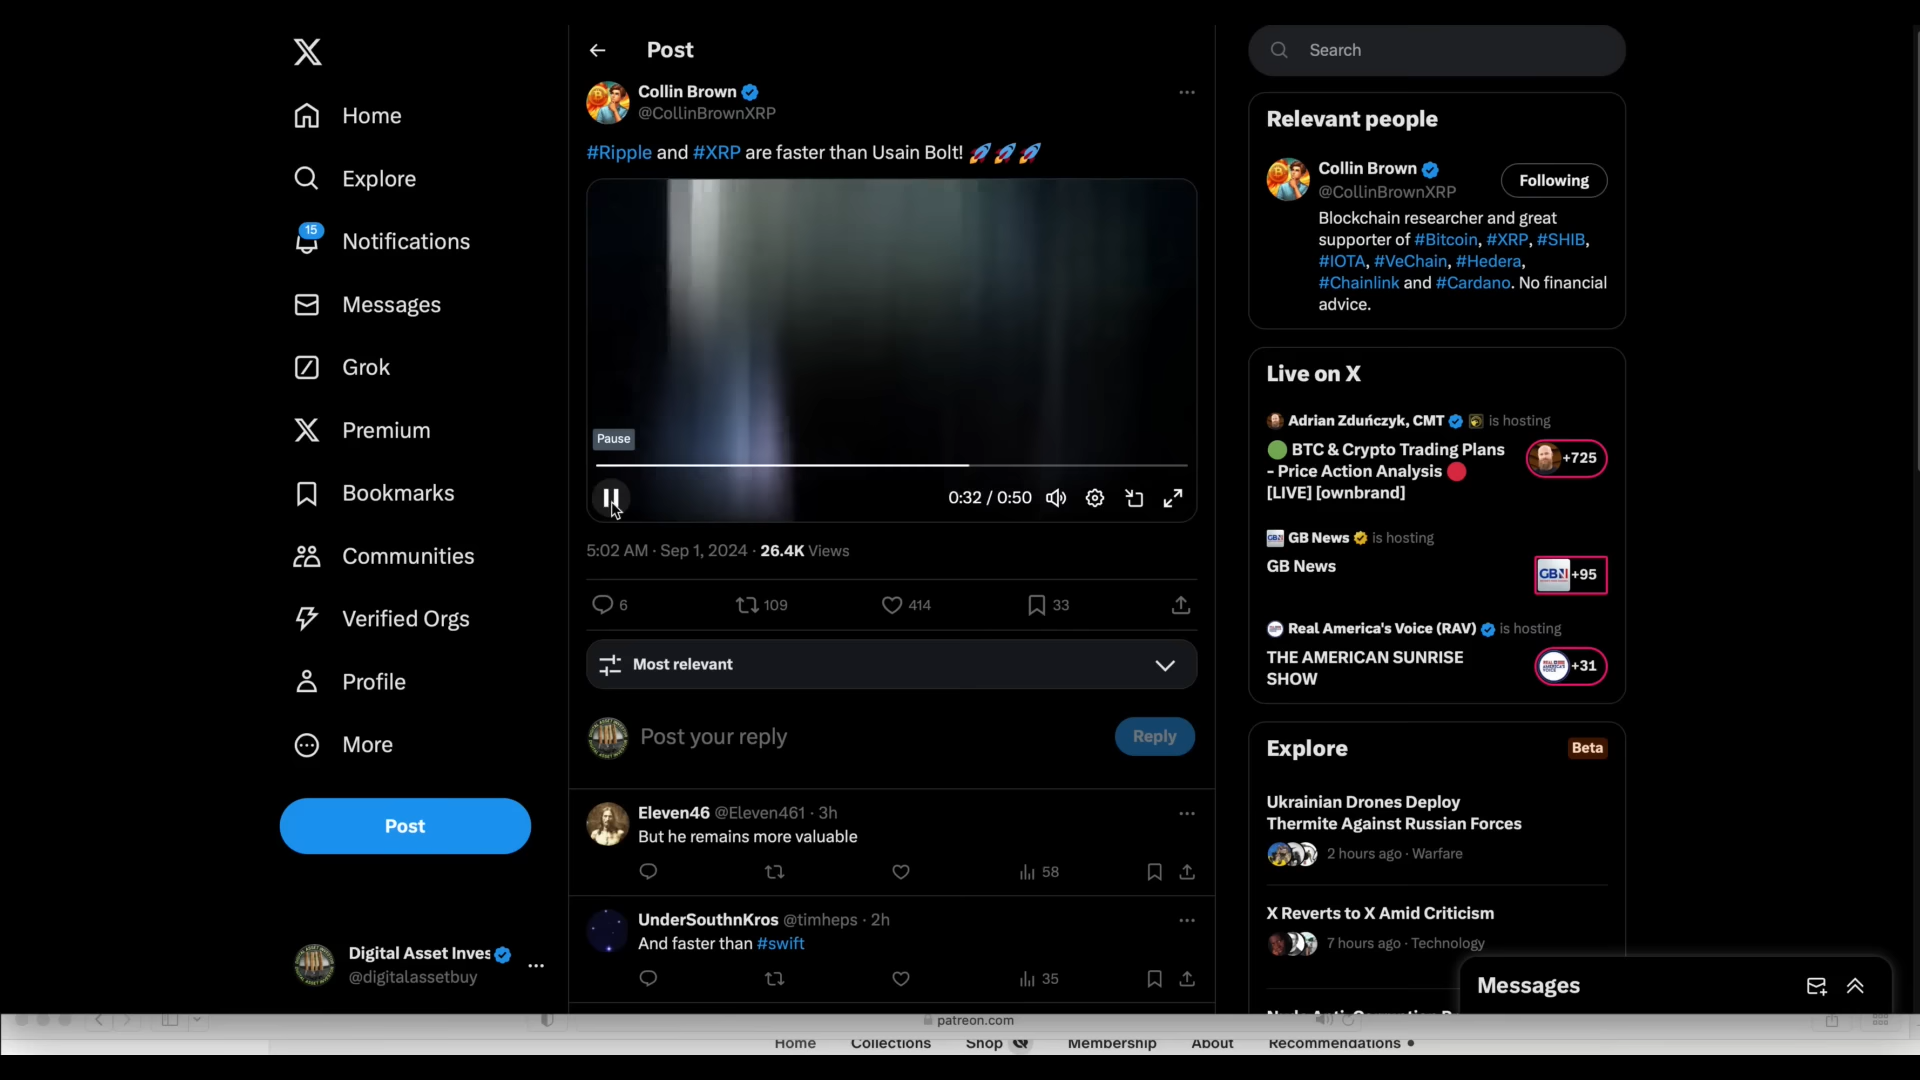 Home
Explore
15
Notifications
Messages
Grok
Premium
Bookmarks
Communities
Verified Orgs
Profile
More
Post
Digital Asset Inves
@digitalassetbuy
Post
Collin Brown
@CollinBrownXRP
#Ripple and #XRP are faster than Usain Bolt! 🚀🚀🚀
Pause
0:32 / 0:50
5:02 AM · Sep 1, 2024 · 26.4K Views
6
109
414
33
Most relevant
Post your reply
Reply
Eleven46 @Eleven461 · 3h
But he remains more valuable
58
UnderSouthnKros @timheps · 2h
And faster than #swift
35
Search
Relevant people
Collin Brown
@CollinBrownXRP
Following
Blockchain researcher and great
supporter of #Bitcoin, #XRP, #SHIB,
#IOTA, #VeChain, #Hedera,
#Chainlink and #Cardano. No financial
advice.
Live on X
Adrian Zduńczyk, CMT is hosting
🟢 BTC & Crypto Trading Plans
- Price Action Analysis 🔴
[LIVE] [ownbrand]
+725
GB News is hosting
GB News
GBN +95
Real America's Voice (RAV) is hosting
THE AMERICAN SUNRISE
SHOW
+31
Explore
Beta
Ukrainian Drones Deploy
Thermite Against Russian Forces
2 hours ago · Warfare
X Reverts to X Amid Criticism
7 hours ago · Technology
Messages
patreon.com
Home
Collections
Shop
Membership
About
Recommendations